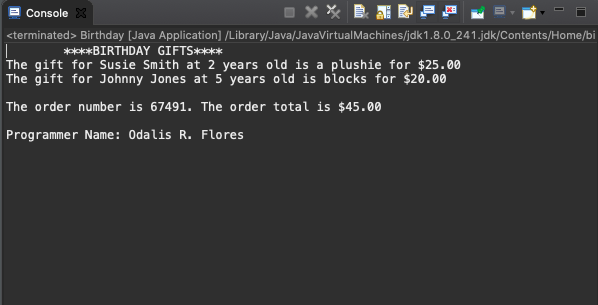 Console
<terminated> Birthday [Java Application] /Library/Java/JavaVirtualMachines/jdk1.8.0_241.jdk/Contents/Home/bi
****BIRTHDAY GIFTS****
The gift for Susie Smith at 2 years old is a plushie for $25.00
The gift for Johnny Jones at 5 years old is blocks for $20.00
The order number is 67491. The order total is $45.00
Programmer Name: Odalis R. Flores